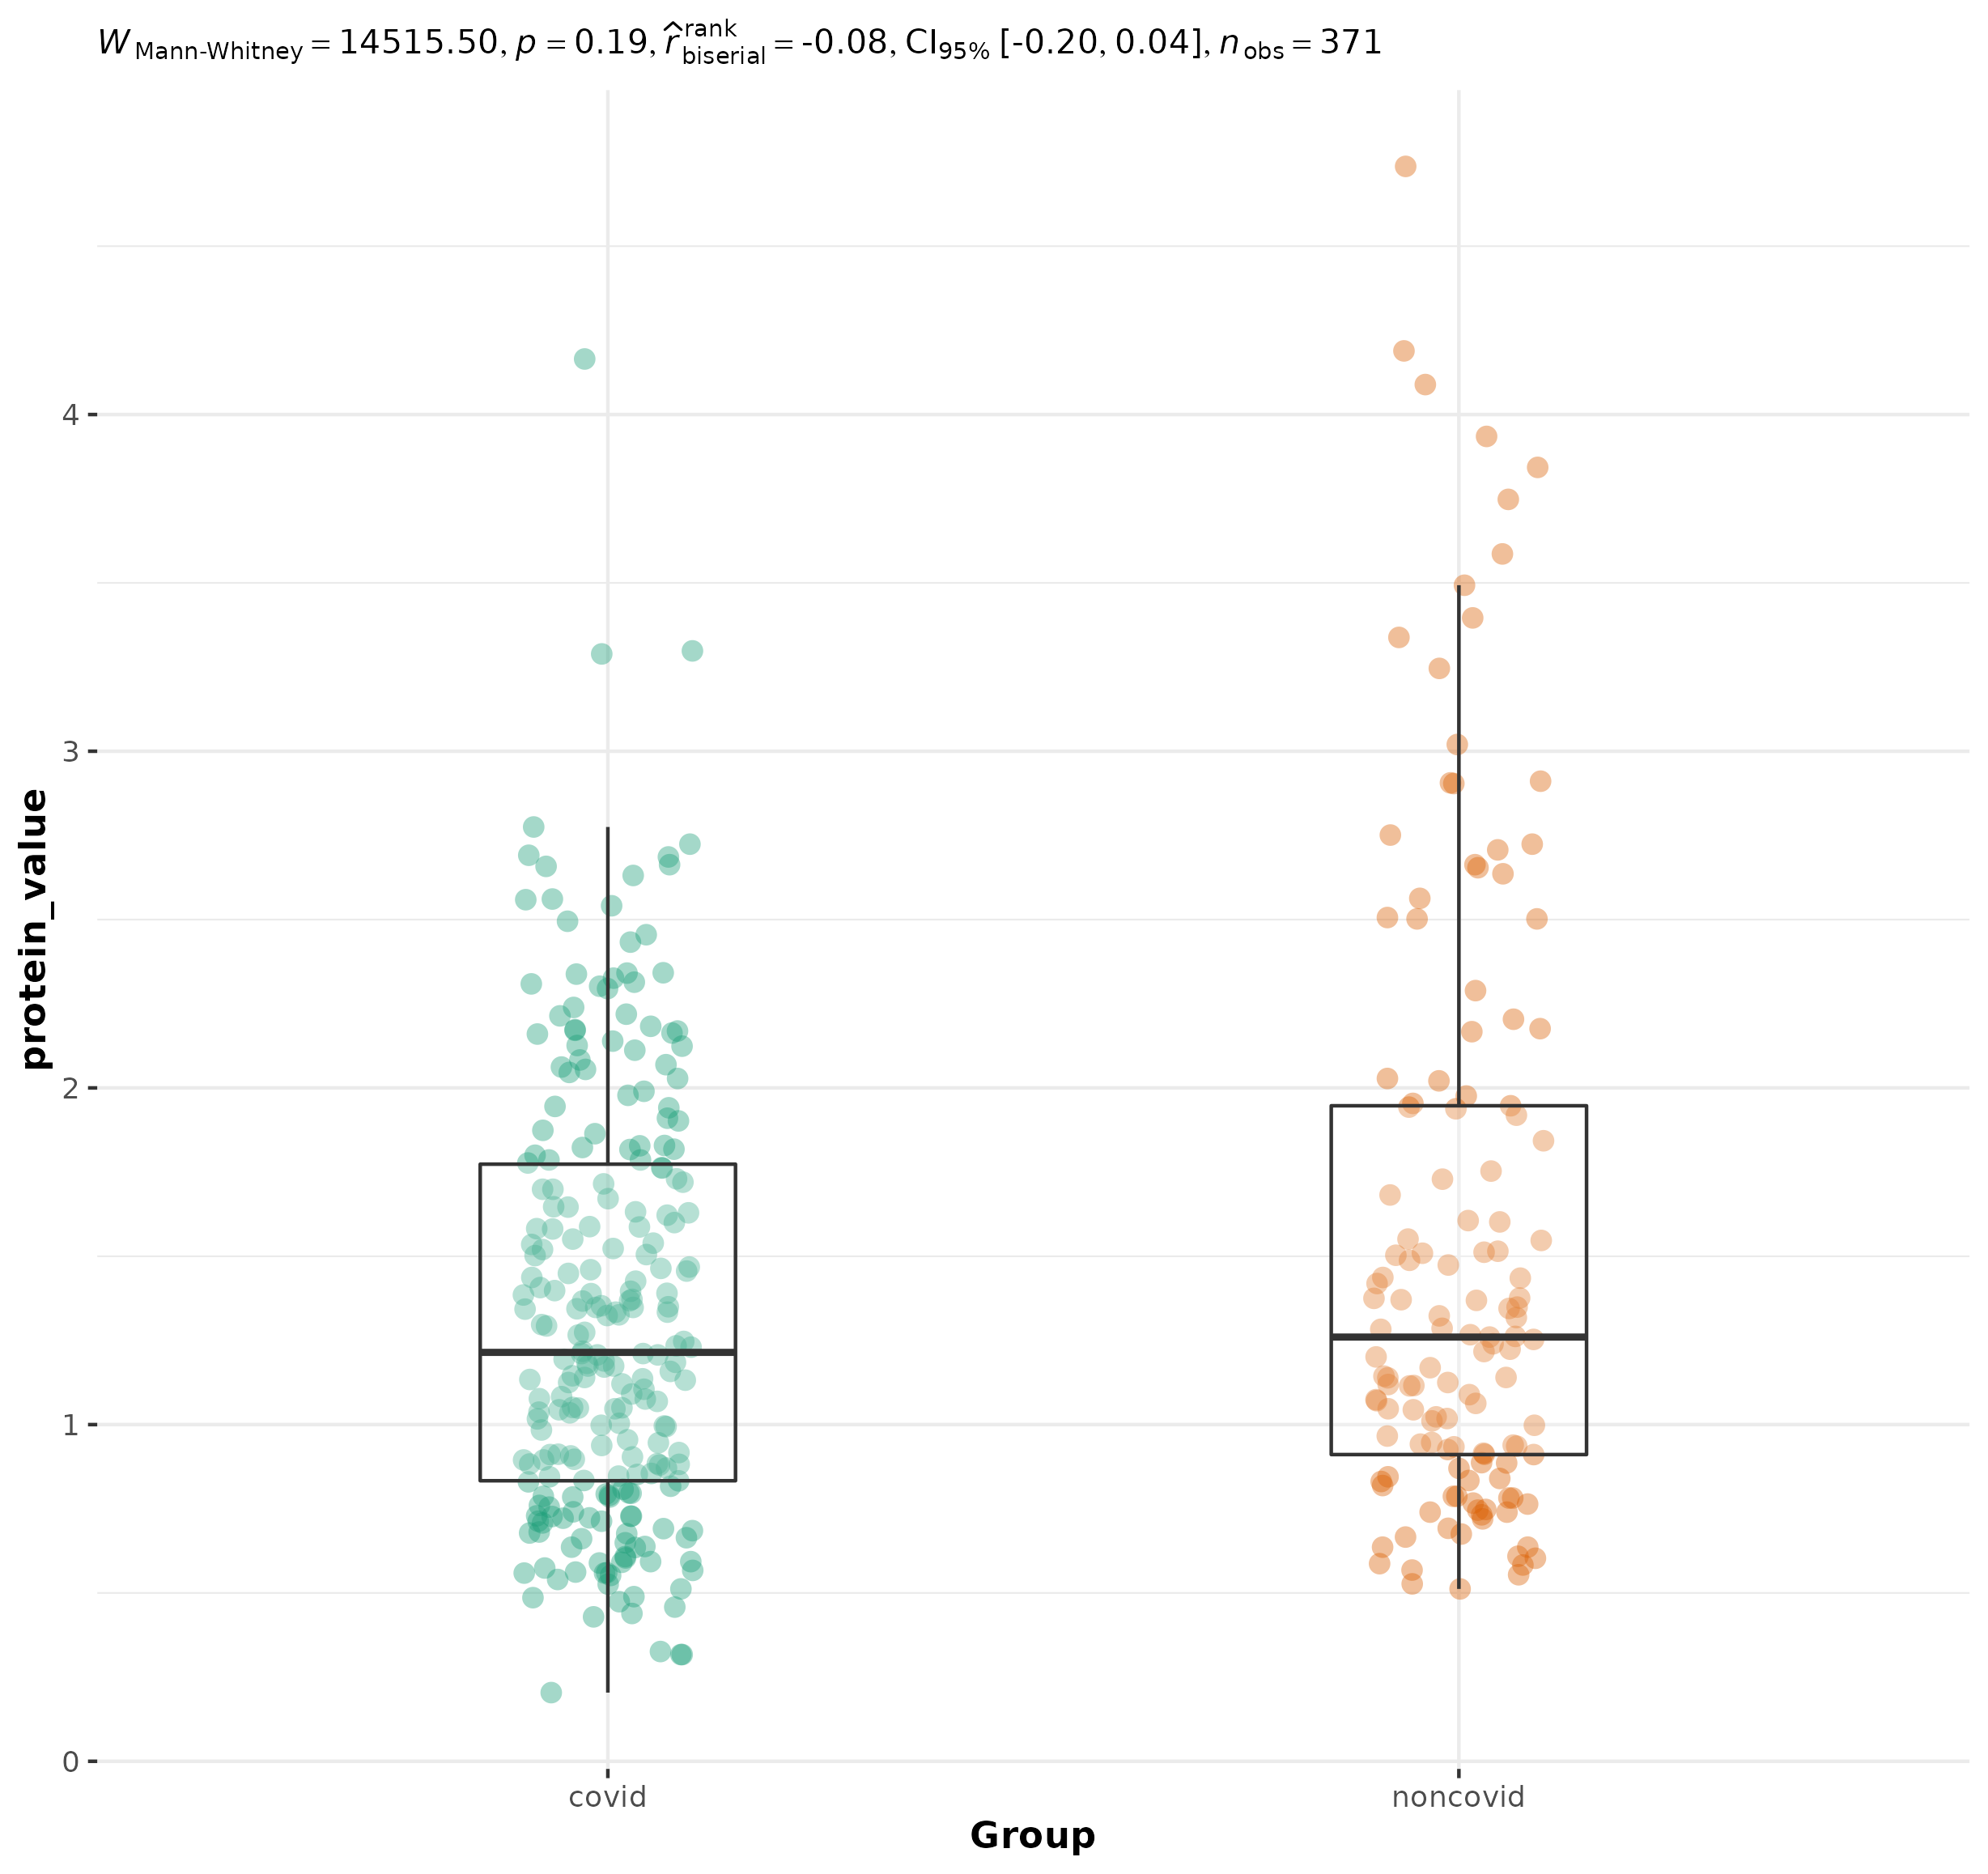 W Mann-Whitney = 14515.50, p = 0.19, r̂ rank biserial = -0.08, CI95% [-0.20, 0.04], n obs = 371
protein_value
4
3
2
1
0
covid noncovid
Group